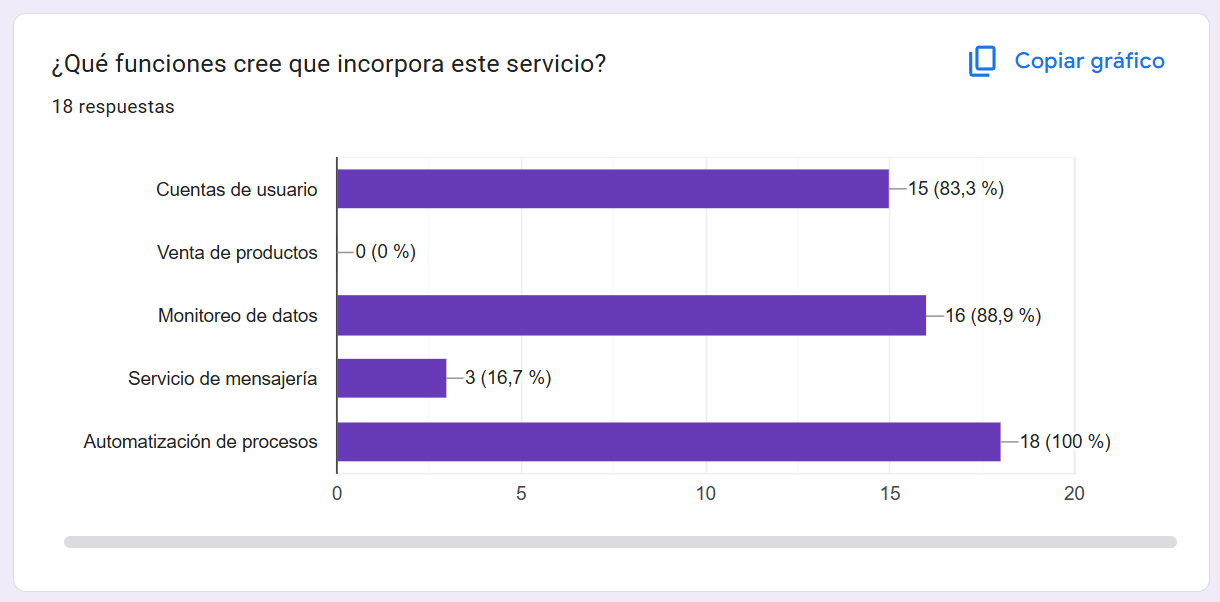 ¿Qué funciones cree que incorpora este servicio?
Copiar gráfico
18 respuestas
Cuentas de usuario 15 (83,3 %)
Venta de productos 0 (0 %)
Monitoreo de datos 16 (88,9 %)
Servicio de mensajería 3 (16,7 %)
Automatización de procesos 18 (100 %)
0 5 10 15 20